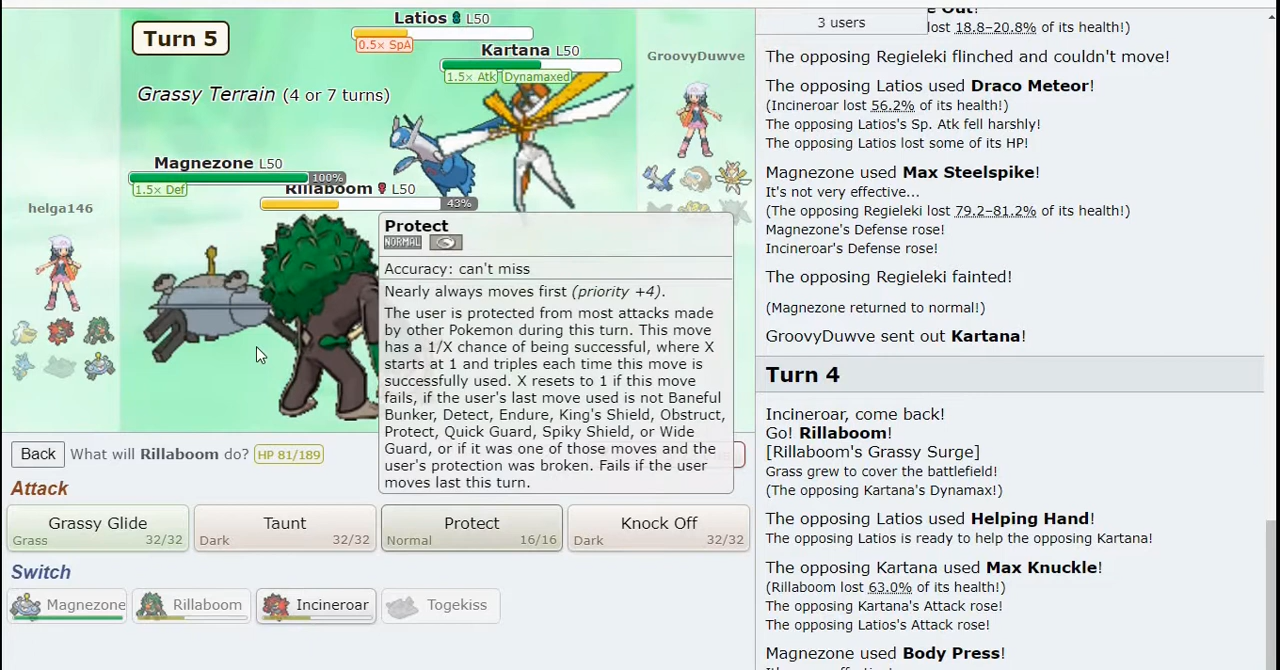 Turn 5
Latios L50
0.5× SpA
Kartana L50
1.5× Atk Dynamaxed
Grassy Terrain (4 or 7 turns)
GroovyDuwve
helga146
Magnezone L50
100%
1.5× Def
Rillaboom L50
43%
Protect
NORMAL
Accuracy: can't miss
Nearly always moves first (priority +4).
The user is protected from most attacks made
by other Pokemon during this turn. This move
has a 1/X chance of being successful, where X
starts at 1 and triples each time this move is
successfully used. X resets to 1 if this move
fails, if the user's last move used is not Baneful
Bunker, Detect, Endure, King's Shield, Obstruct,
Protect, Quick Guard, Spiky Shield, or Wide
Guard, or if it was one of those moves and the
user's protection was broken. Fails if the user
moves last this turn.
Back What will Rillaboom do? HP 81/189
Attack
Grassy Glide
Grass 32/32
Taunt
Dark 32/32
Protect
Normal 16/16
Knock Off
Dark 32/32
Switch
Magnezone Rillaboom Incineroar Togekiss
3 users
lost 18.8–20.8% of its health!)
The opposing Regieleki flinched and couldn't move!
The opposing Latios used Draco Meteor!
(Incineroar lost 56.2% of its health!)
The opposing Latios's Sp. Atk fell harshly!
The opposing Latios lost some of its HP!
Magnezone used Max Steelspike!
It's not very effective...
(The opposing Regieleki lost 79.2–81.2% of its health!)
Magnezone's Defense rose!
Incineroar's Defense rose!
The opposing Regieleki fainted!
(Magnezone returned to normal!)
GroovyDuwve sent out Kartana!
Turn 4
Incineroar, come back!
Go! Rillaboom!
[Rillaboom's Grassy Surge]
Grass grew to cover the battlefield!
(The opposing Kartana's Dynamax!)
The opposing Latios used Helping Hand!
The opposing Latios is ready to help the opposing Kartana!
The opposing Kartana used Max Knuckle!
(Rillaboom lost 63.0% of its health!)
The opposing Kartana's Attack rose!
The opposing Latios's Attack rose!
Magnezone used Body Press!